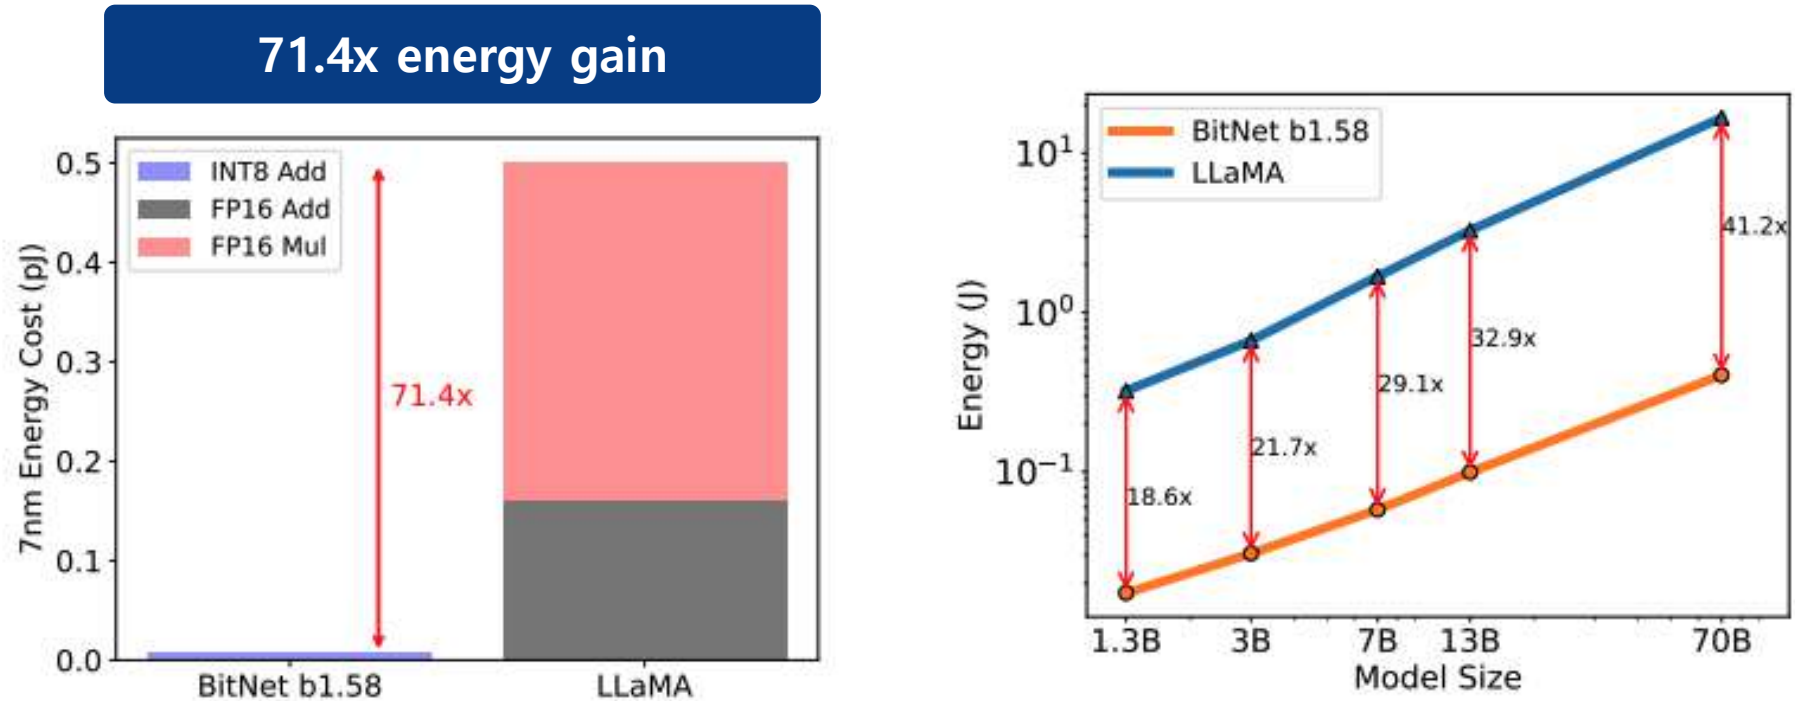 71.4x energy gain
7nm Energy Cost (pJ)
0.5
0.4
0.3
0.2
0.1
0.0
INT8 Add
FP16 Add
FP16 Mul
71.4x
BitNet b1.58
LLaMA
Energy (J)
10¹
10⁰
10⁻¹
BitNet b1.58
LLaMA
18.6x
21.7x
29.1x
32.9x
41.2x
1.3B
3B
7B
13B
70B
Model Size